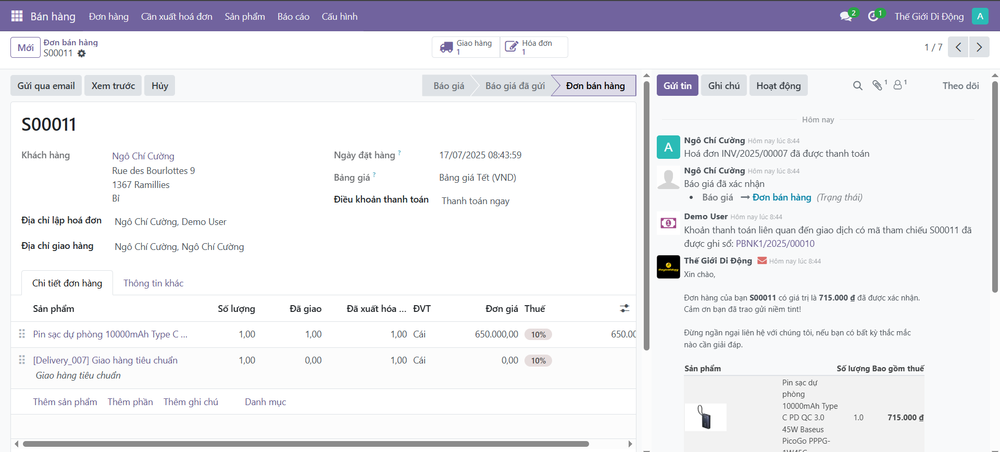 Bán hàng Đơn hàng Cần xuất hoá đơn Sản phẩm Báo cáo Cấu hình 2 1 Thế Giới Di Động A
Mới Đơn bán hàng
S00011
Giao hàng 1
Hóa đơn 1
1 / 7
Gửi qua email Xem trước Hủy
Báo giá Báo giá đã gửi Đơn bán hàng
S00011
Khách hàng Ngô Chí Cường
Rue des Bourlottes 9
1367 Ramillies
Bỉ
Địa chỉ lập hoá đơn Ngô Chí Cường, Demo User
Địa chỉ giao hàng Ngô Chí Cường, Ngô Chí Cường
Ngày đặt hàng ? 17/07/2025 08:43:59
Bảng giá ? Bảng giá Tết (VND)
Điều khoản thanh toán Thanh toán ngay
Chi tiết đơn hàng Thông tin khác
Sản phẩm Số lượng Đã giao Đã xuất hóa ... ĐVT Đơn giá Thuế
Pin sạc dự phòng 10000mAh Type C ... 1,00 1,00 1,00 Cái 650.000,00 10% 650.00
[Delivery_007] Giao hàng tiêu chuẩn 1,00 0,00 1,00 Cái 0,00 10%
Giao hàng tiêu chuẩn
Thêm sản phẩm Thêm phần Thêm ghi chú Danh mục
Gửi tin Ghi chú Hoạt động 1 1 Theo dõi
Hôm nay
A
Ngô Chí Cường Hôm nay lúc 8:44
Hoá đơn INV/2025/00007 đã được thanh toán
Ngô Chí Cường Hôm nay lúc 8:44
Báo giá đã xác nhận
• Báo giá → Đơn bán hàng (Trạng thái)
Demo User Hôm nay lúc 8:44
Khoản thanh toán liên quan đến giao dịch có mã tham chiếu S00011 đã
được ghi sổ: PBNK1/2025/00010
thegioididong
Thế Giới Di Động Hôm nay lúc 8:44
Xin chào,
Đơn hàng của bạn S00011 có giá trị là 715.000 ₫ đã được xác nhận.
Cảm ơn bạn đã trao gửi niềm tint!
Đừng ngần ngại liên hệ với chúng tôi, nếu bạn có bất kỳ thắc mắc
nào cần giải đáp.
Sản phẩm Số lượng Bao gồm thuế
Pin sạc dự
phòng
10000mAh Type
C PD QC 3.0 1.0 715.000 ₫
45W Baseus
PicoGo PPPG-
1W45C